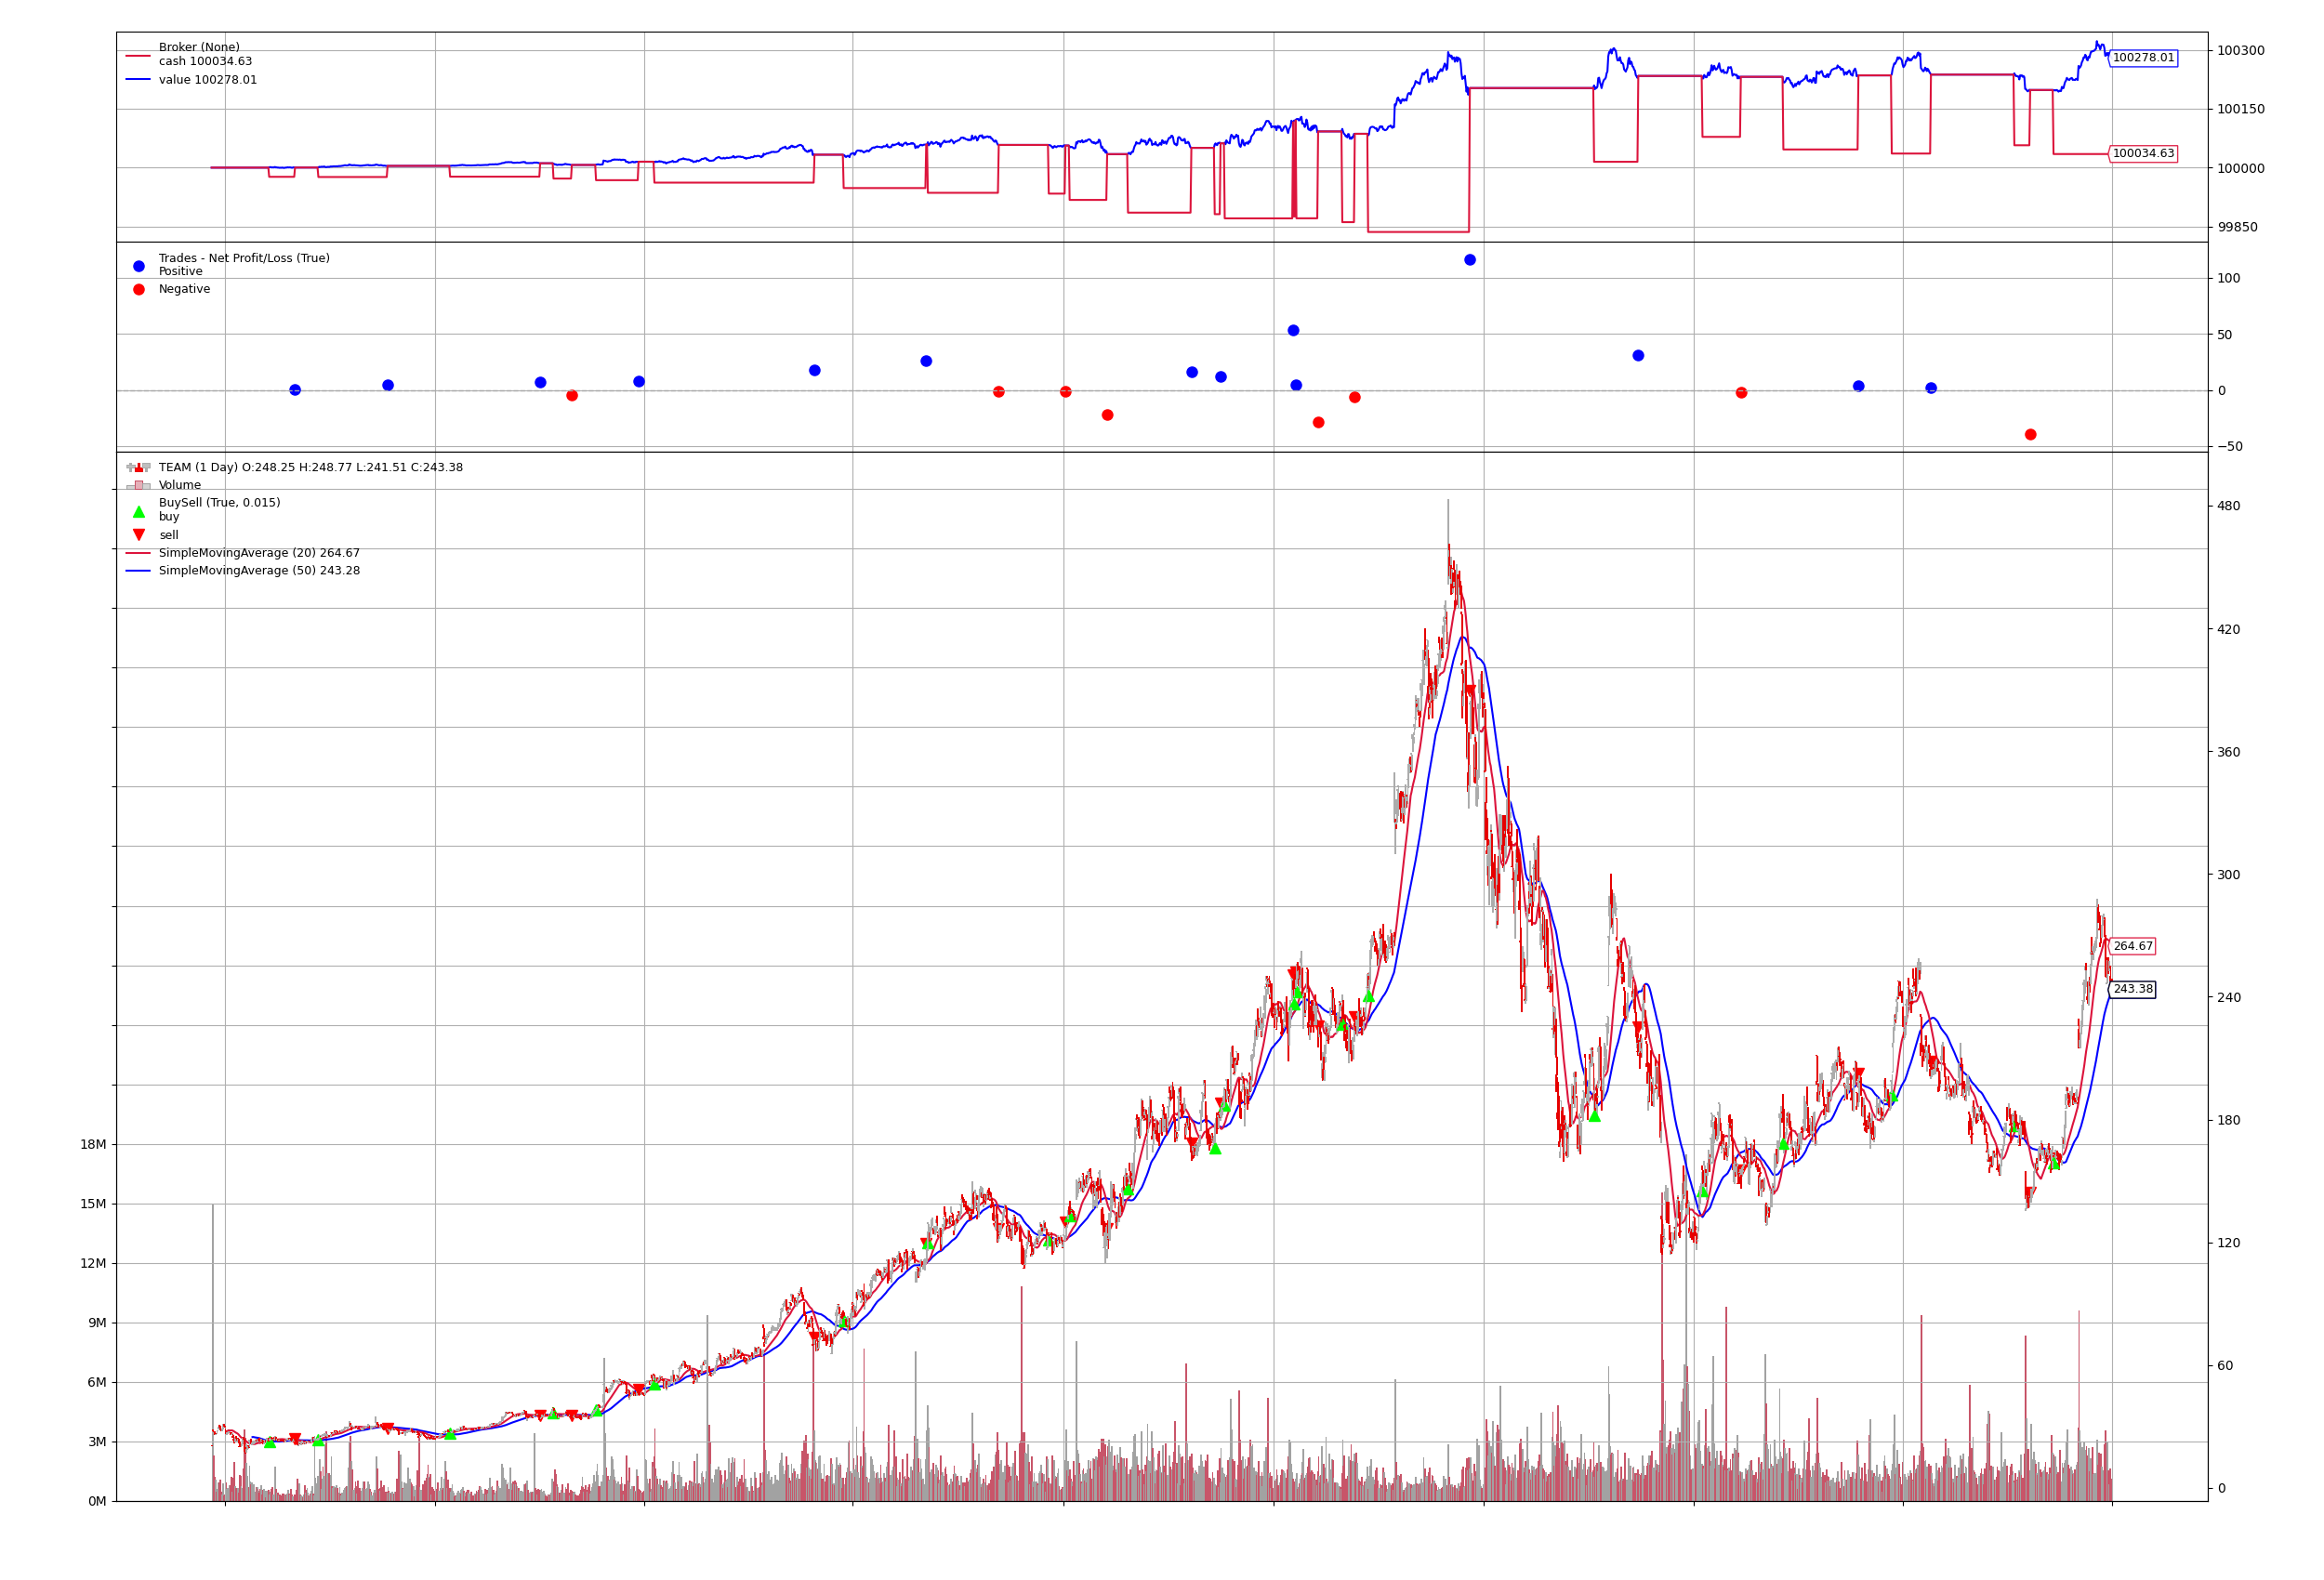 Broker (None)
cash 100034.63
value 100278.01
100300
100278.01
100150
100034.63
100000
99850
Trades - Net Profit/Loss (True)
Positive
Negative
100
50
0
−50
TEAM (1 Day) O:248.25 H:248.77 L:241.51 C:243.38
Volume
BuySell (True, 0.015)
buy
sell
SimpleMovingAverage (20) 264.67
SimpleMovingAverage (50) 243.28
480
420
360
300
264.67
243.38
240
180
120
60
0
18M
15M
12M
9M
6M
3M
0M